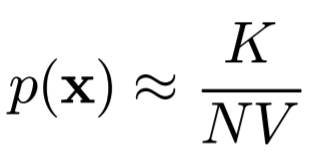 p(𝐱) ≈ K/NV